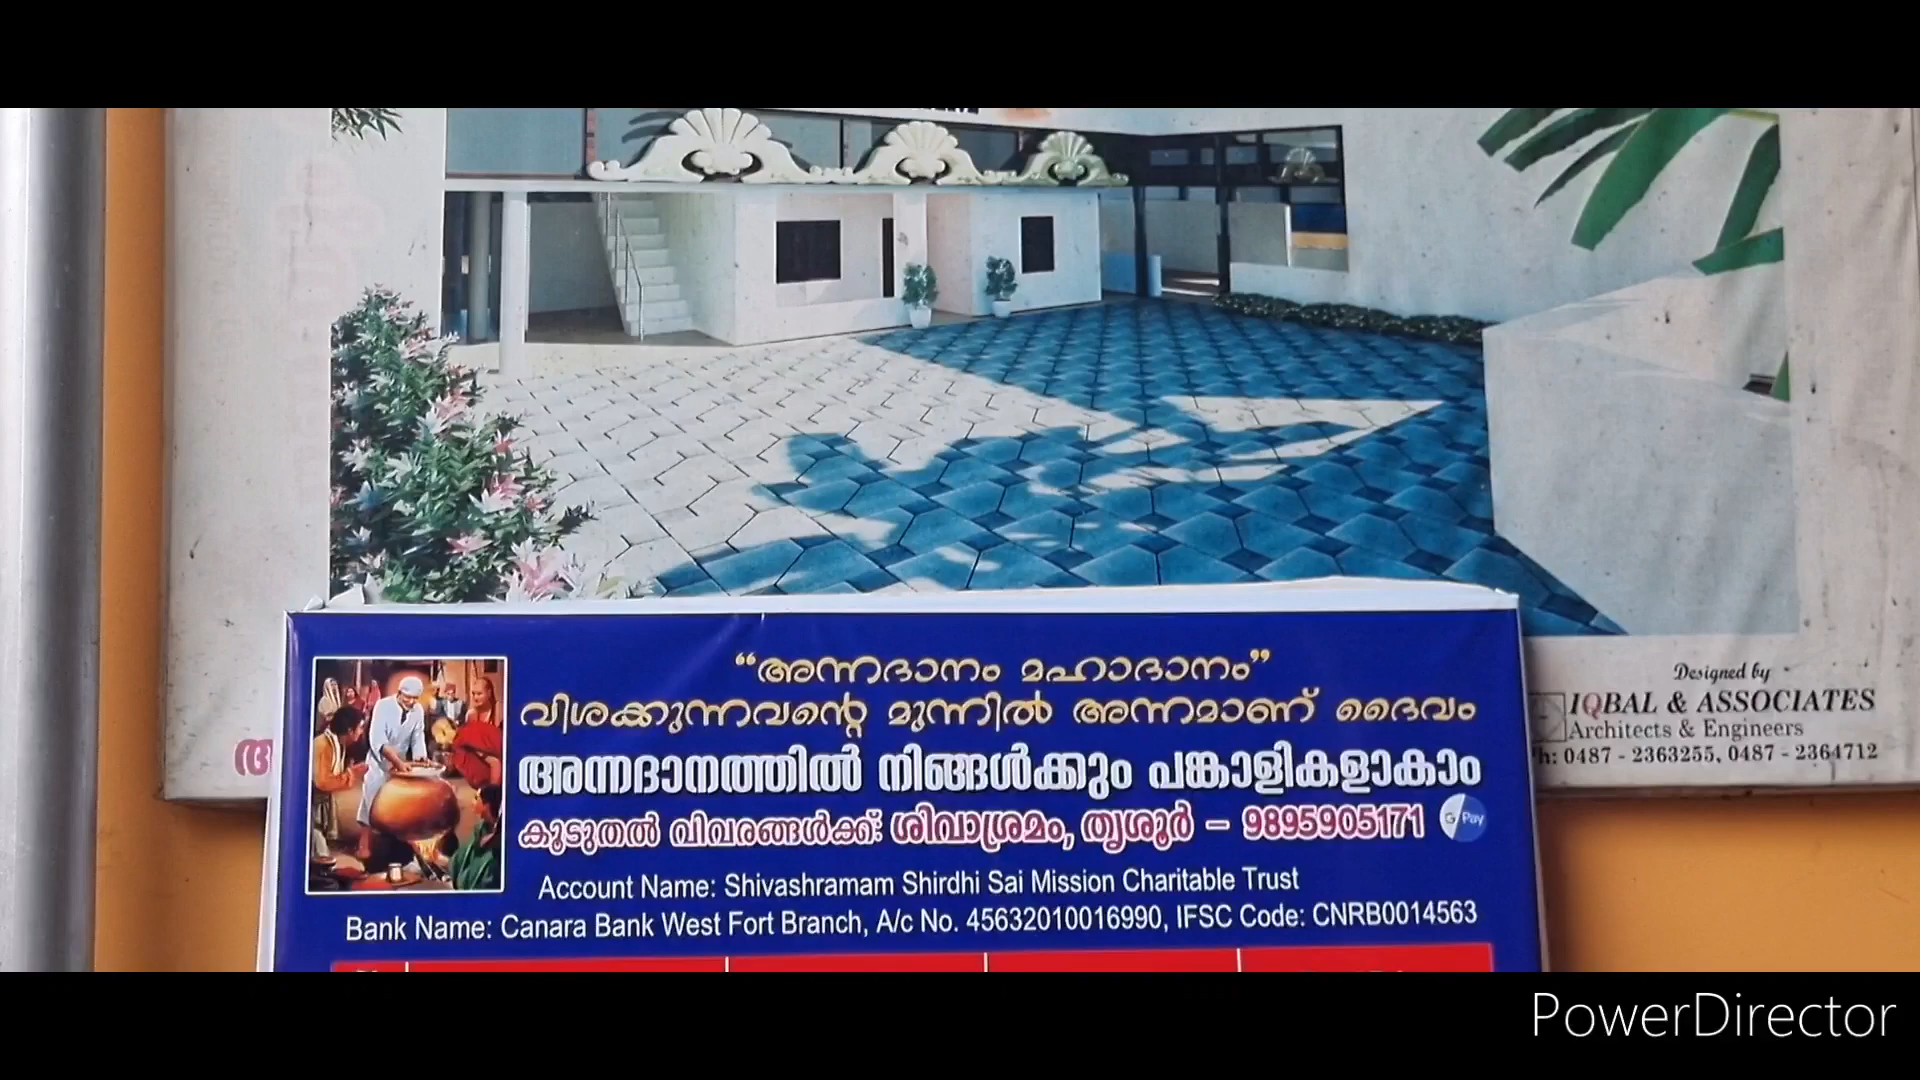 “അന്നദാനം മഹാദാനം”
വിശക്കുന്നവന്റെ മുന്നിൽ അന്നമാണ് ദൈവം
അന്നദാനത്തിൽ നിങ്ങൾക്കും പങ്കാളികളാകാം
കൂടുതൽ വിവരങ്ങൾക്ക്: ശിവാശ്രമം, തൃശൂർ – 9895905171
G Pay
Account Name: Shivashramam Shirdhi Sai Mission Charitable Trust
Bank Name: Canara Bank West Fort Branch, A/c No. 45632010016990, IFSC Code: CNRB0014563
Designed by
IQBAL & ASSOCIATES
Architects & Engineers
Ph: 0487 - 2363255, 0487 - 2364712
PowerDirector